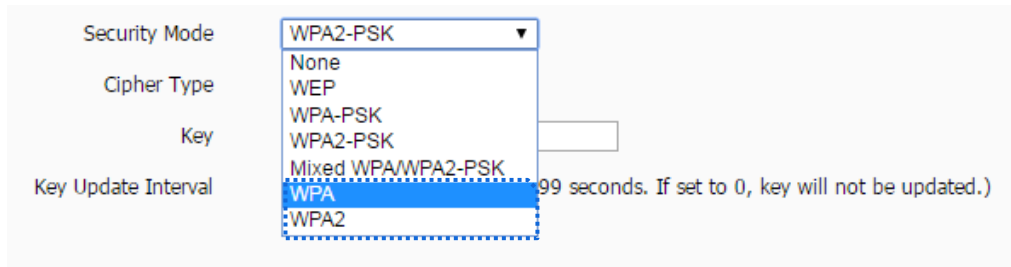 Security Mode WPA2-PSK
None
Cipher Type WEP
WPA-PSK
Key WPA2-PSK
Mixed WPA/WPA2-PSK
Key Update Interval WPA 99 seconds. If set to 0, key will not be updated.)
WPA2